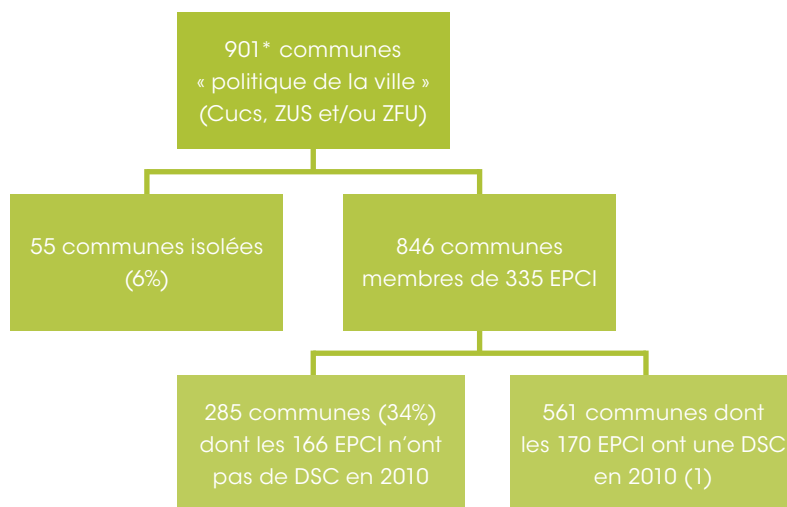 901* communes
« politique de la ville »
(Cucs, ZUS et/ou ZFU)
55 communes isolées
(6%)
846 communes
membres de 335 EPCI
285 communes (34%)
dont les 166 EPCI n’ont
pas de DSC en 2010
561 communes dont
les 170 EPCI ont une DSC
en 2010 (1)